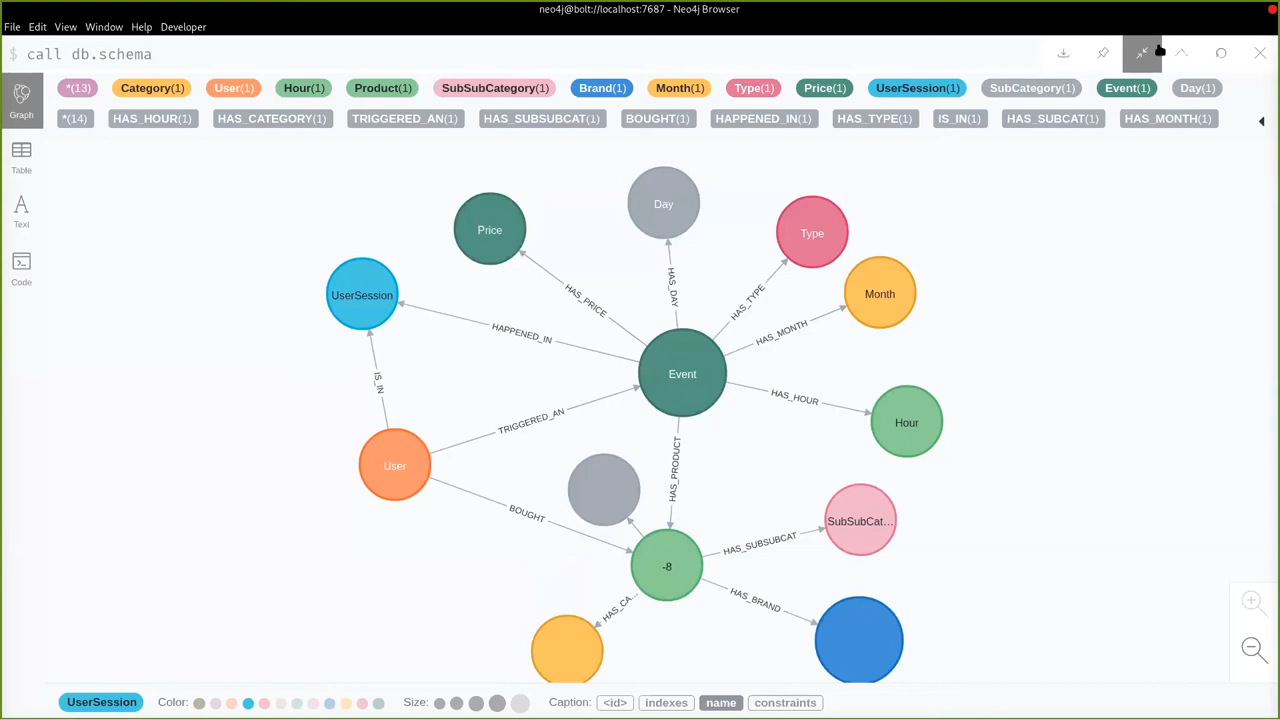 neo4j@bolt://localhost:7687 - Neo4j Browser
File Edit View Window Help Developer
$ call db.schema
Graph
Table
Text
Code
*(13) Category(1) User(1) Hour(1) Product(1) SubSubCategory(1) Brand(1) Month(1) Type(1) Price(1) UserSession(1) SubCategory(1) Event(1) Day(1)
*(14) HAS_HOUR(1) HAS_CATEGORY(1) TRIGGERED_AN(1) HAS_SUBSUBCAT(1) BOUGHT(1) HAPPENED_IN(1) HAS_TYPE(1) IS_IN(1) HAS_SUBCAT(1) HAS_MONTH(1)
Day
Price
Type
UserSession
Month
HAS_PRICE
HAS_DAY
HAS_TYPE
HAPPENED_IN
HAS_MONTH
Event
IS_IN
HAS_HOUR
TRIGGERED_AN
Hour
User
HAS_PRODUCT
BOUGHT
SubSubCat...
HAS_SUBSUBCAT
-8
HAS_CA...
HAS_BRAND
UserSession Color: Size: Caption: <id> indexes name constraints